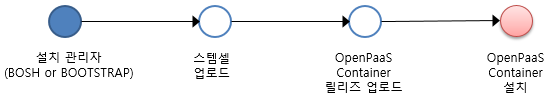 설치 관리자
(BOSH or BOOTSTRAP)
스템셀
업로드
OpenPaaS
Container
릴리즈 업로드
OpenPaaS
Container
설치